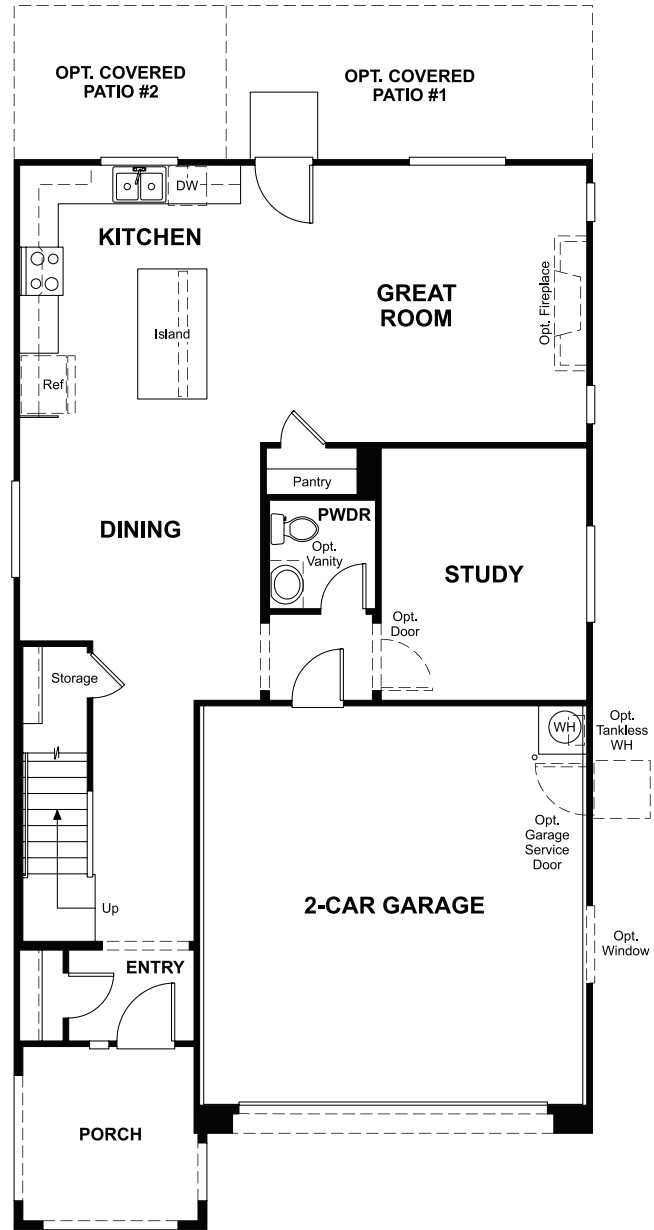 OPT. COVERED
PATIO #2
OPT. COVERED
PATIO #1
DW
KITCHEN
GREAT
ROOM
Opt. Fireplace
Island
Ref
Pantry
PWDR
Opt.
Vanity
DINING
STUDY
Opt.
Door
Storage
WH
Opt.
Tankless
WH
Opt.
Garage
Service
Door
Up
2-CAR GARAGE
Opt.
Window
ENTRY
PORCH